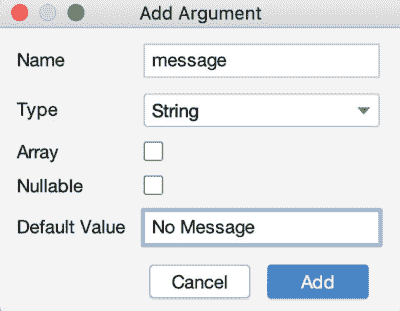 Add Argument
Name message
Type String
Array
Nullable
Default Value No Message
Cancel Add